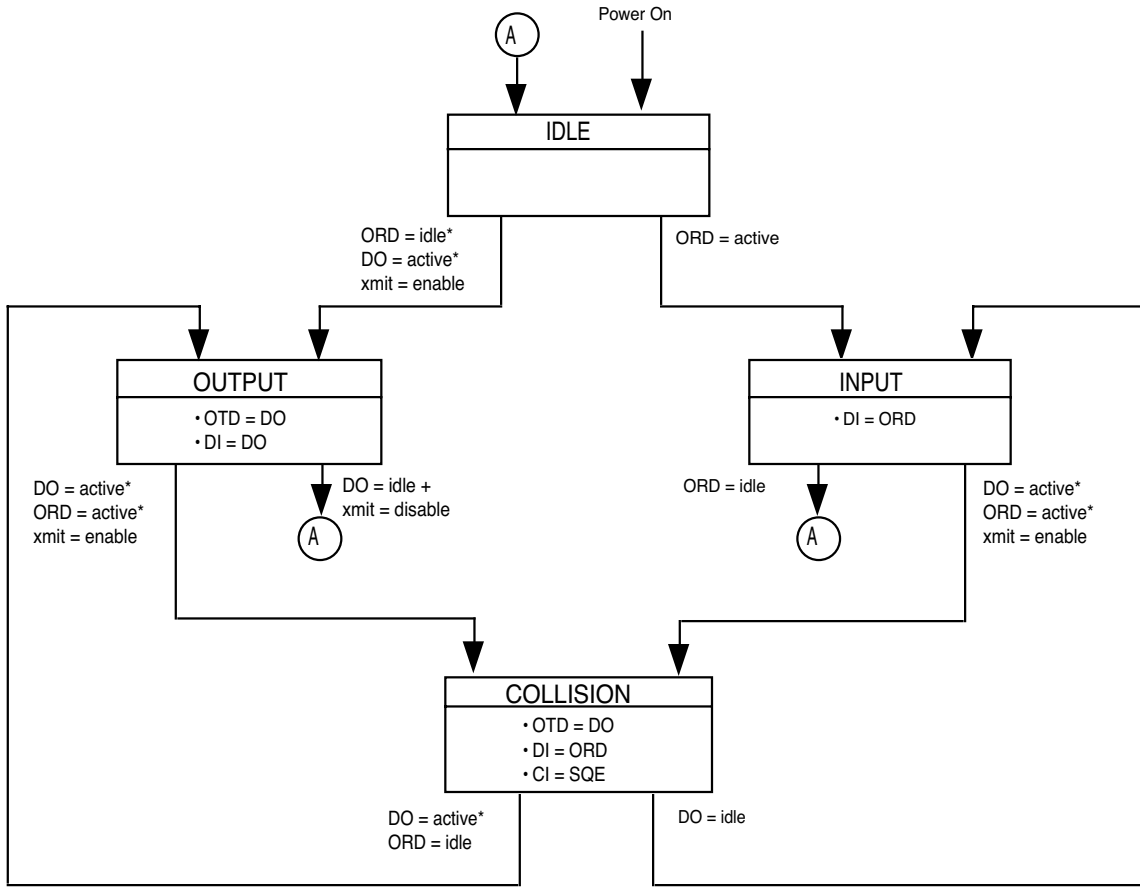 Power On
A
IDLE
ORD = idle*
DO = active*
xmit = enable
ORD = active
OUTPUT
• OTD = DO
• DI = DO
INPUT
• DI = ORD
DO = active*
ORD = active*
xmit = enable
DO = idle +
xmit = disable
A
ORD = idle
A
DO = active*
ORD = active*
xmit = enable
COLLISION
• OTD = DO
• DI = ORD
• CI = SQE
DO = active*
ORD = idle
DO = idle